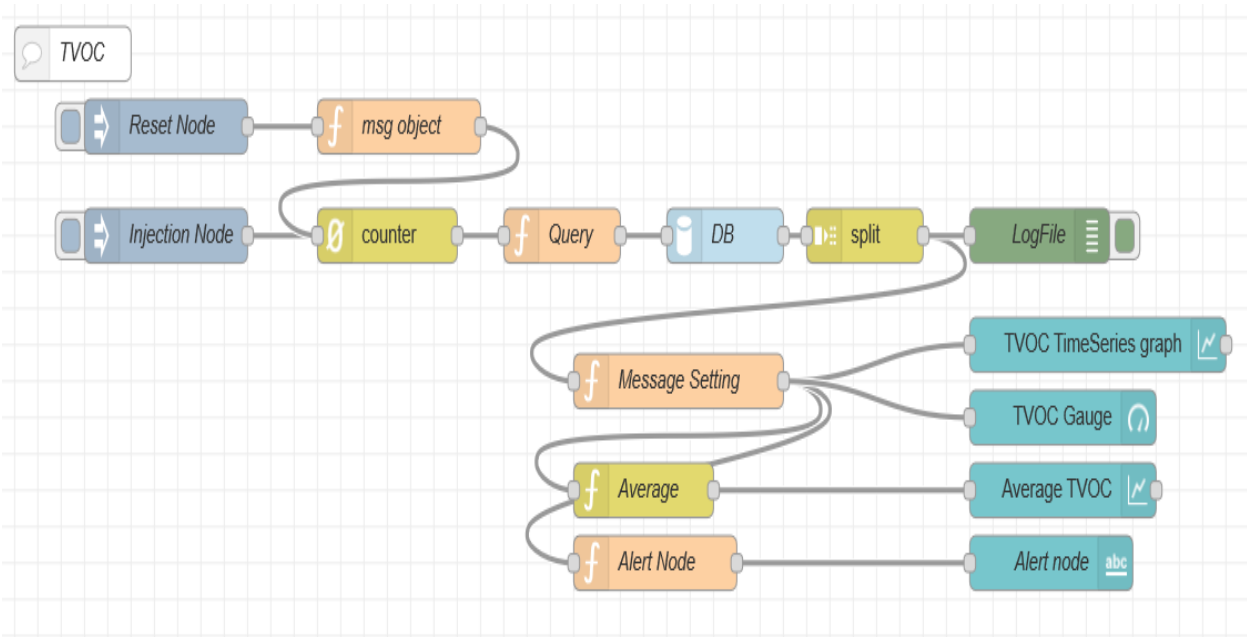 TVOC
Reset Node
msg object
Injection Node
counter
Query
DB
split
LogFile
TVOC TimeSeries graph
Message Setting
TVOC Gauge
Average
Average TVOC
Alert Node
Alert node
abc